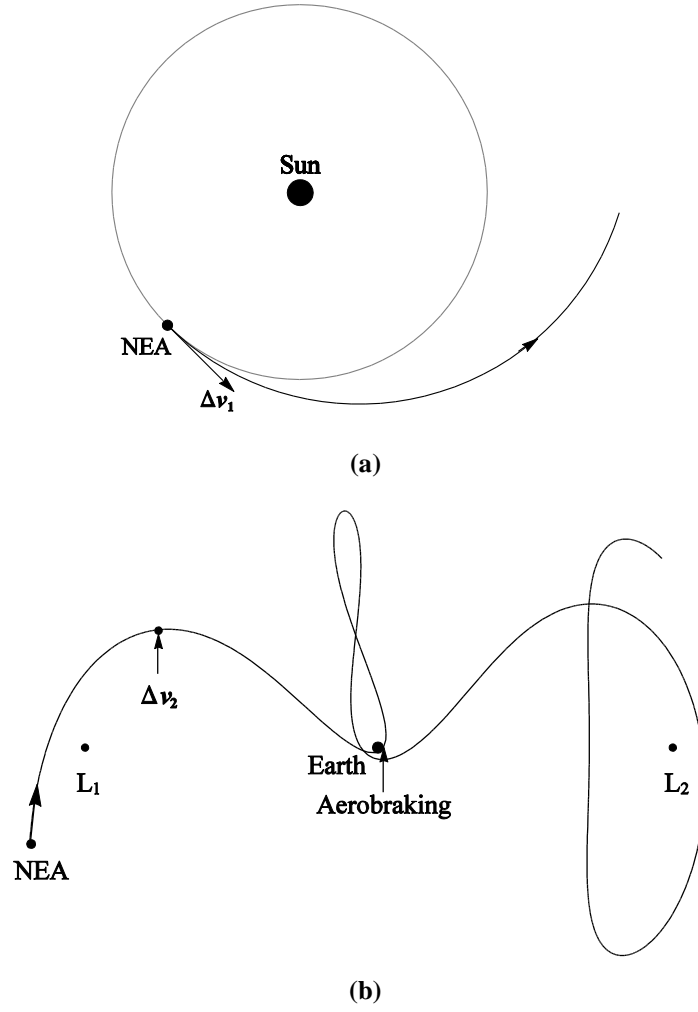 Sun
NEA
Δv₁
(a)
Δv₂
L₁
Earth
L₂
Aerobraking
NEA
(b)